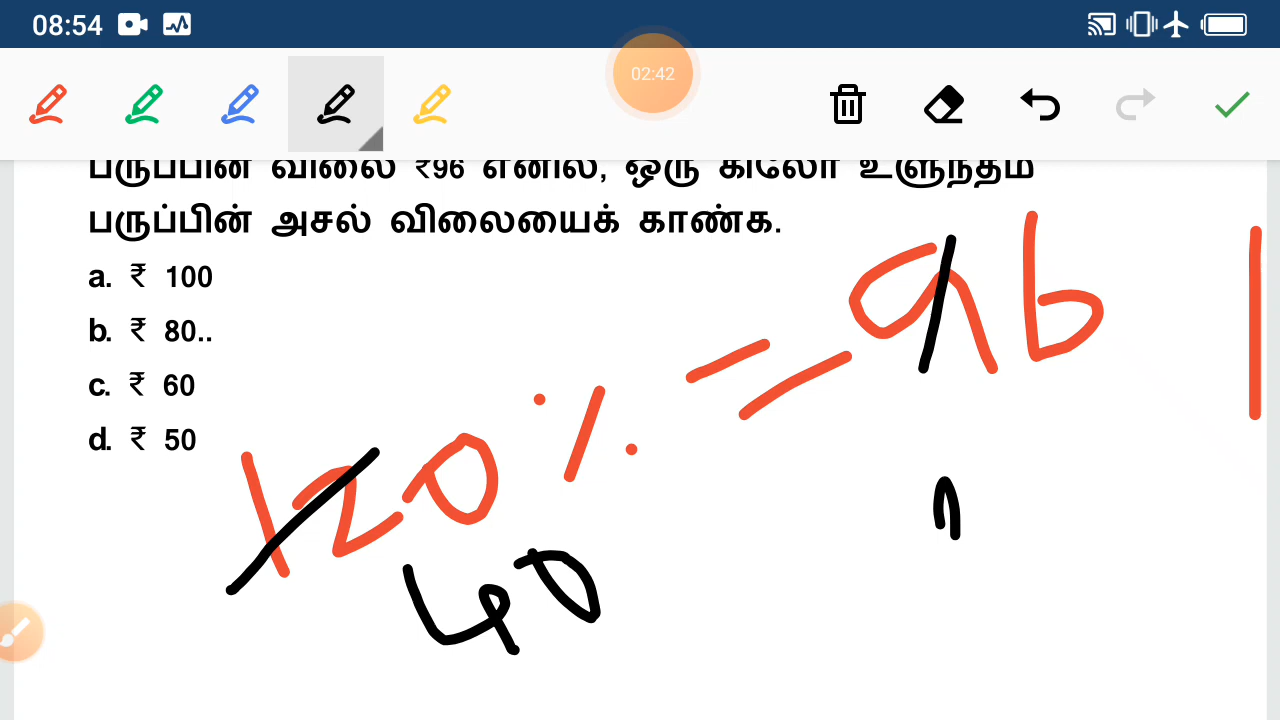 08:54
02:42
பருப்பின் விலை ₹96 எனில், ஒரு கிலோ உளுந்தம்
பருப்பின் அசல் விலையைக் காண்க.
a. ₹ 100
b. ₹ 80..
c. ₹ 60
d. ₹ 50
120 % = 96
40